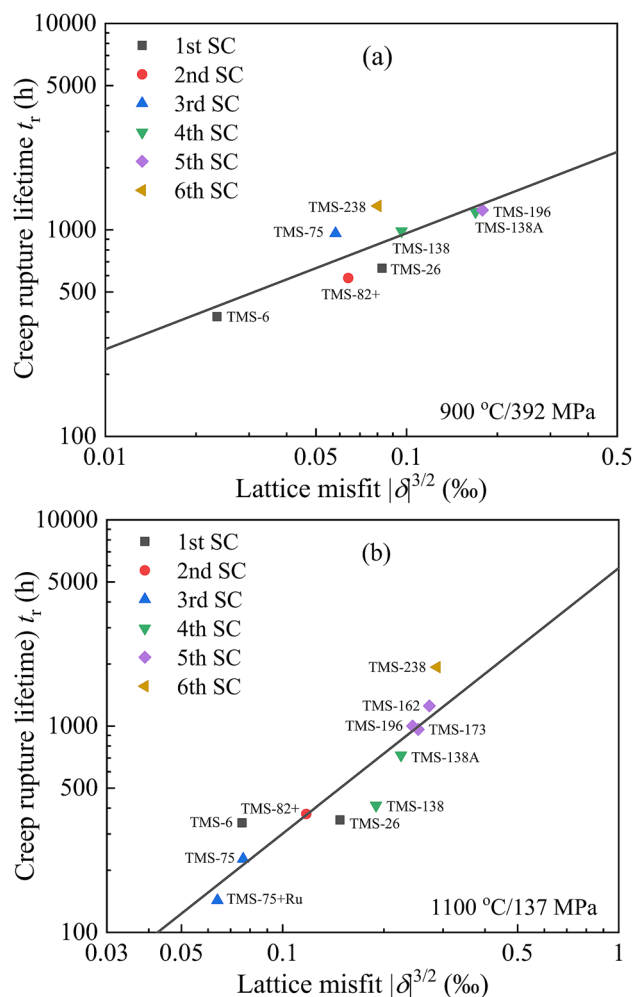 10000
5000
1000
500
100
Creep rupture lifetime t_r (h)
1st SC
2nd SC
3rd SC
4th SC
5th SC
6th SC
(a)
TMS-238
TMS-75
TMS-138
TMS-196
TMS-138A
TMS-26
TMS-82+
TMS-6
900 °C/392 MPa
0.01
0.05
0.1
0.5
Lattice misfit |δ|^3/2 (‰)
10000
5000
1000
500
100
Creep rupture lifetime) t_r (h)
1st SC
2nd SC
3rd SC
4th SC
5th SC
6th SC
(b)
TMS-238
TMS-162
TMS-196
TMS-173
TMS-138A
TMS-82+
TMS-138
TMS-6
TMS-26
TMS-75
TMS-75+Ru
1100 °C/137 MPa
0.03
0.05
0.1
0.5
1
Lattice misfit |δ|^3/2 (‰)